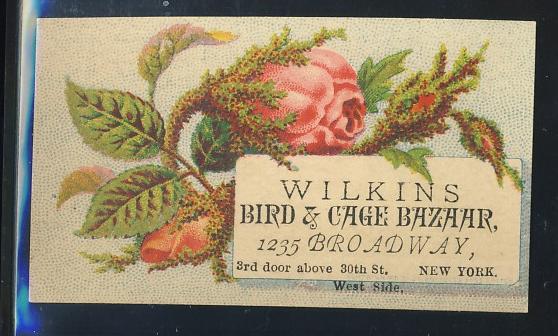 WILKINS
BIRD & CAGE BAZAAR,
1235 BROADWAY,
3rd door above 30th St. NEW YORK.
West Side.